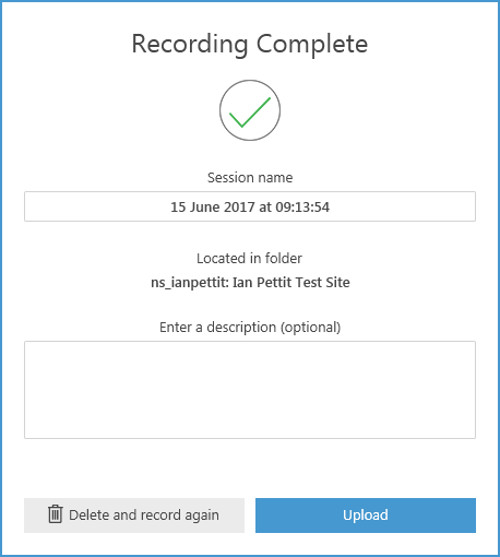 Recording Complete
Session name
15 June 2017 at 09:13:54
Located in folder
ns_ianpettit: Ian Pettit Test Site
Enter a description (optional)
Delete and record again
Upload